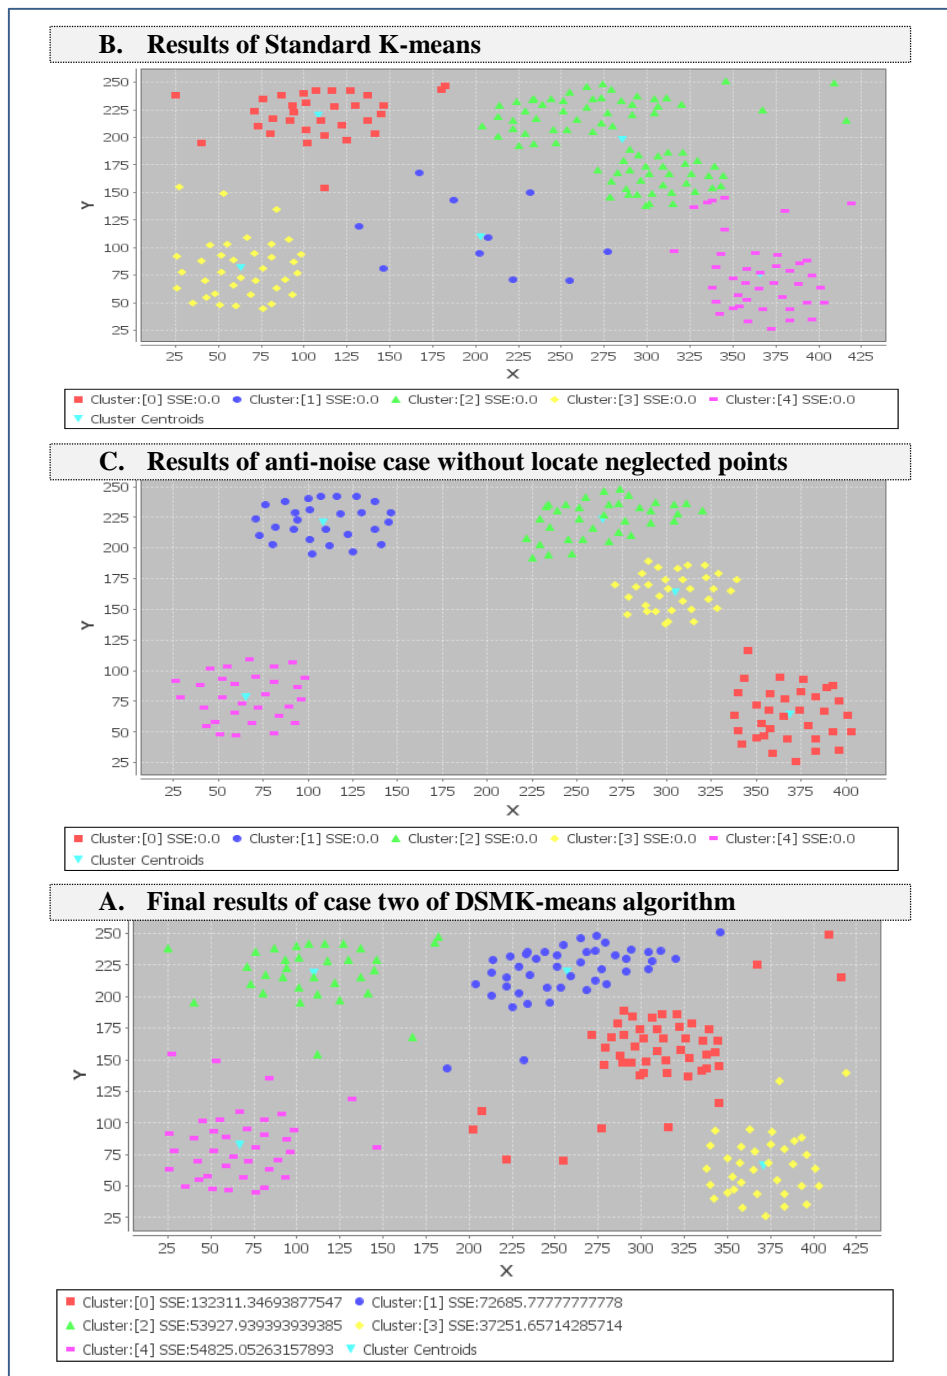 B. Results of Standard K-means
250
225
200
175
150
125
100
75
50
25
Y
25 50 75 100 125 150 175 200 225 250 275 300 325 350 375 400 425
X
Cluster:[0] SSE:0.0 Cluster:[1] SSE:0.0 Cluster:[2] SSE:0.0 Cluster:[3] SSE:0.0 Cluster:[4] SSE:0.0
Cluster Centroids
C. Results of anti-noise case without locate neglected points
250
225
200
175
150
125
100
75
50
25
Y
25 50 75 100 125 150 175 200 225 250 275 300 325 350 375 400
X
Cluster:[0] SSE:0.0 Cluster:[1] SSE:0.0 Cluster:[2] SSE:0.0 Cluster:[3] SSE:0.0 Cluster:[4] SSE:0.0
Cluster Centroids
A. Final results of case two of DSMK-means algorithm
250
225
200
175
150
125
100
75
50
25
Y
25 50 75 100 125 150 175 200 225 250 275 300 325 350 375 400 425
X
Cluster:[0] SSE:132311.34693877547 Cluster:[1] SSE:72685.77777777778
Cluster:[2] SSE:53927.939393939385 Cluster:[3] SSE:37251.65714285714
Cluster:[4] SSE:54825.05263157893 Cluster Centroids